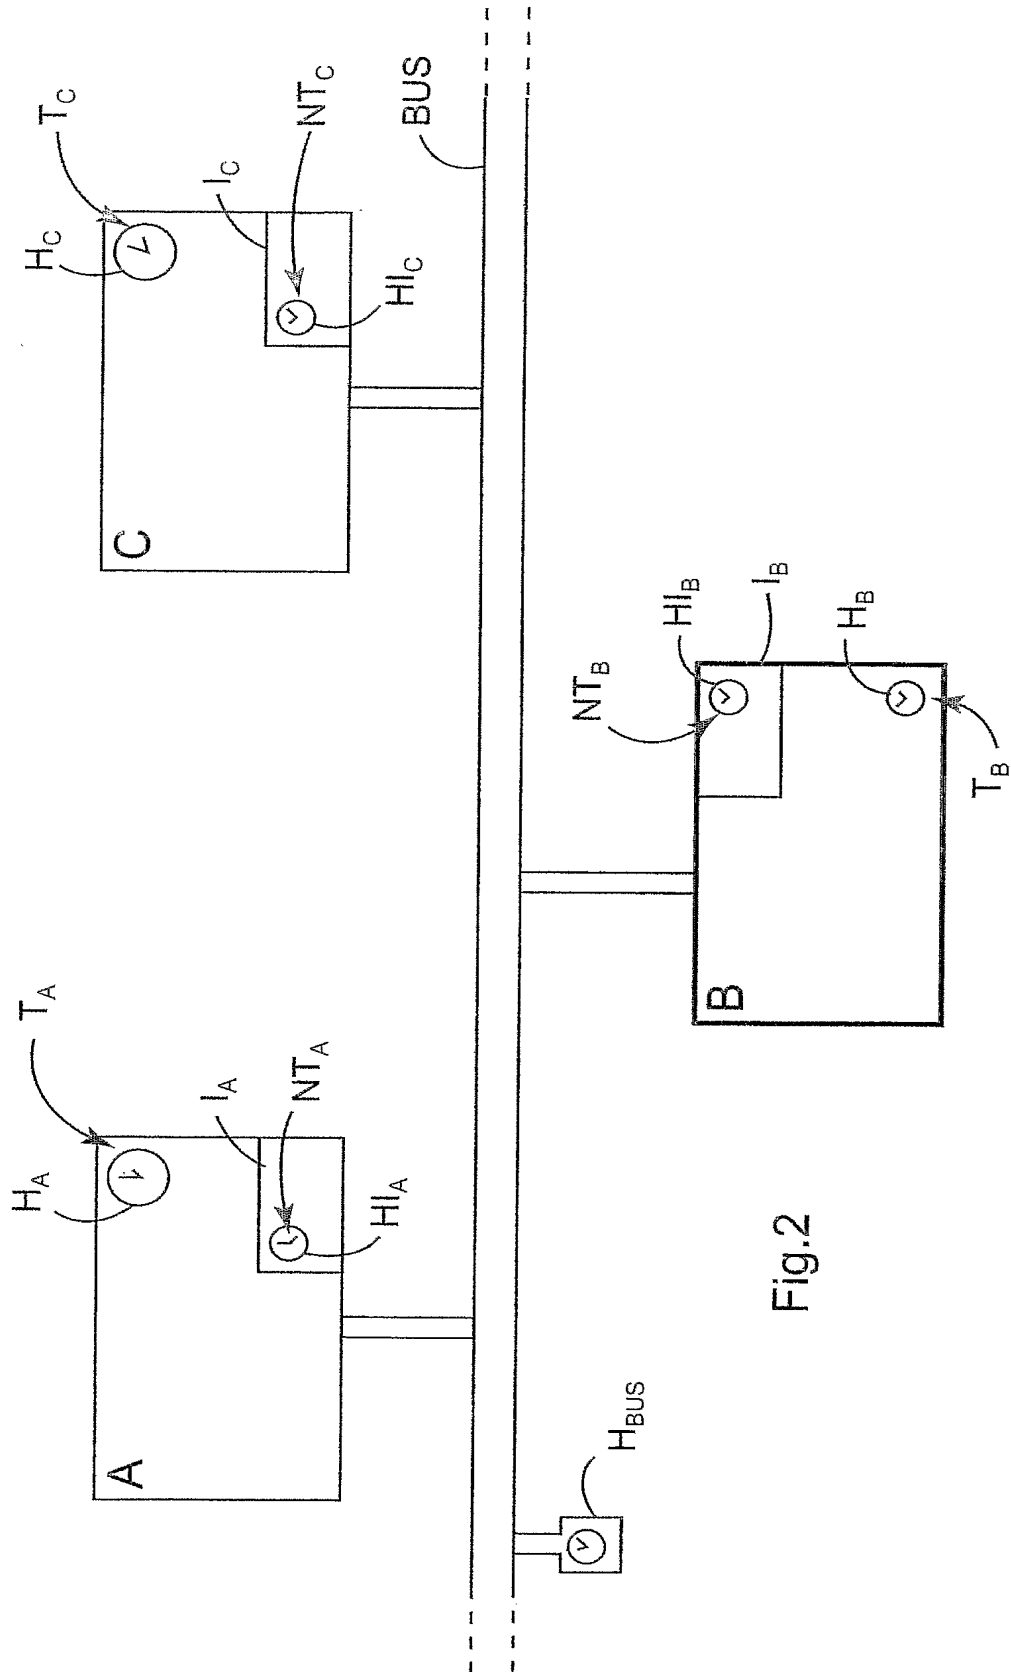 T_A
H_A
I_A
NT_A
HI_A
A
T_C
H_C
I_C
NT_C
HI_C
C
BUS
NT_B
HI_B
I_B
H_B
T_B
B
H_BUS
Fig.2